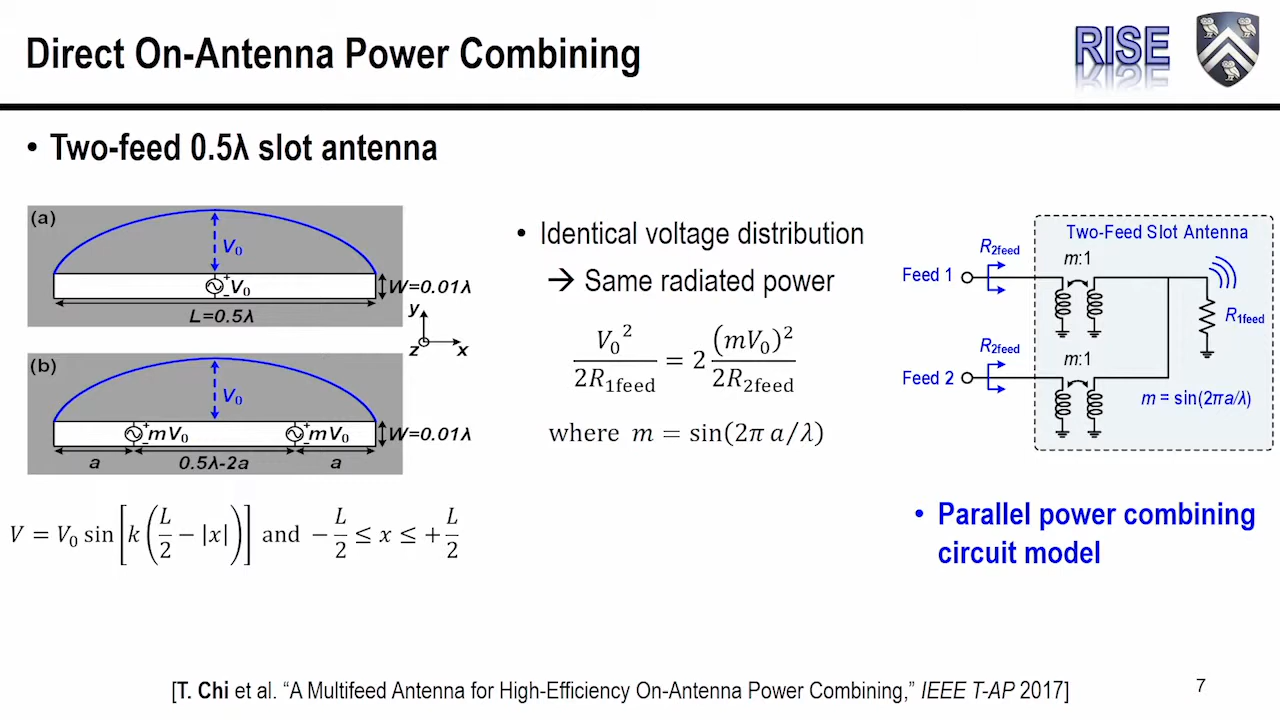 Direct On-Antenna Power Combining
RISE
• Two-feed 0.5λ slot antenna
(a)
V₀
+
−
V₀
W=0.01λ
L=0.5λ
y
z
x
(b)
V₀
+
−
mV₀
+
−
mV₀
W=0.01λ
a
0.5λ-2a
a
V = V₀ sin[k(L/2 − |x|)] and −L/2 ≤ x ≤ +L/2
• Identical voltage distribution
→ Same radiated power
V₀²/2R₁feed = 2 (mV₀)²/2R₂feed
where m = sin(2π a/λ)
Two-Feed Slot Antenna
R2feed
m:1
Feed 1
R1feed
R2feed
m:1
Feed 2
m = sin(2πa/λ)
• Parallel power combining
circuit model
[T. Chi et al. “A Multifeed Antenna for High-Efficiency On-Antenna Power Combining,” IEEE T-AP 2017]
7